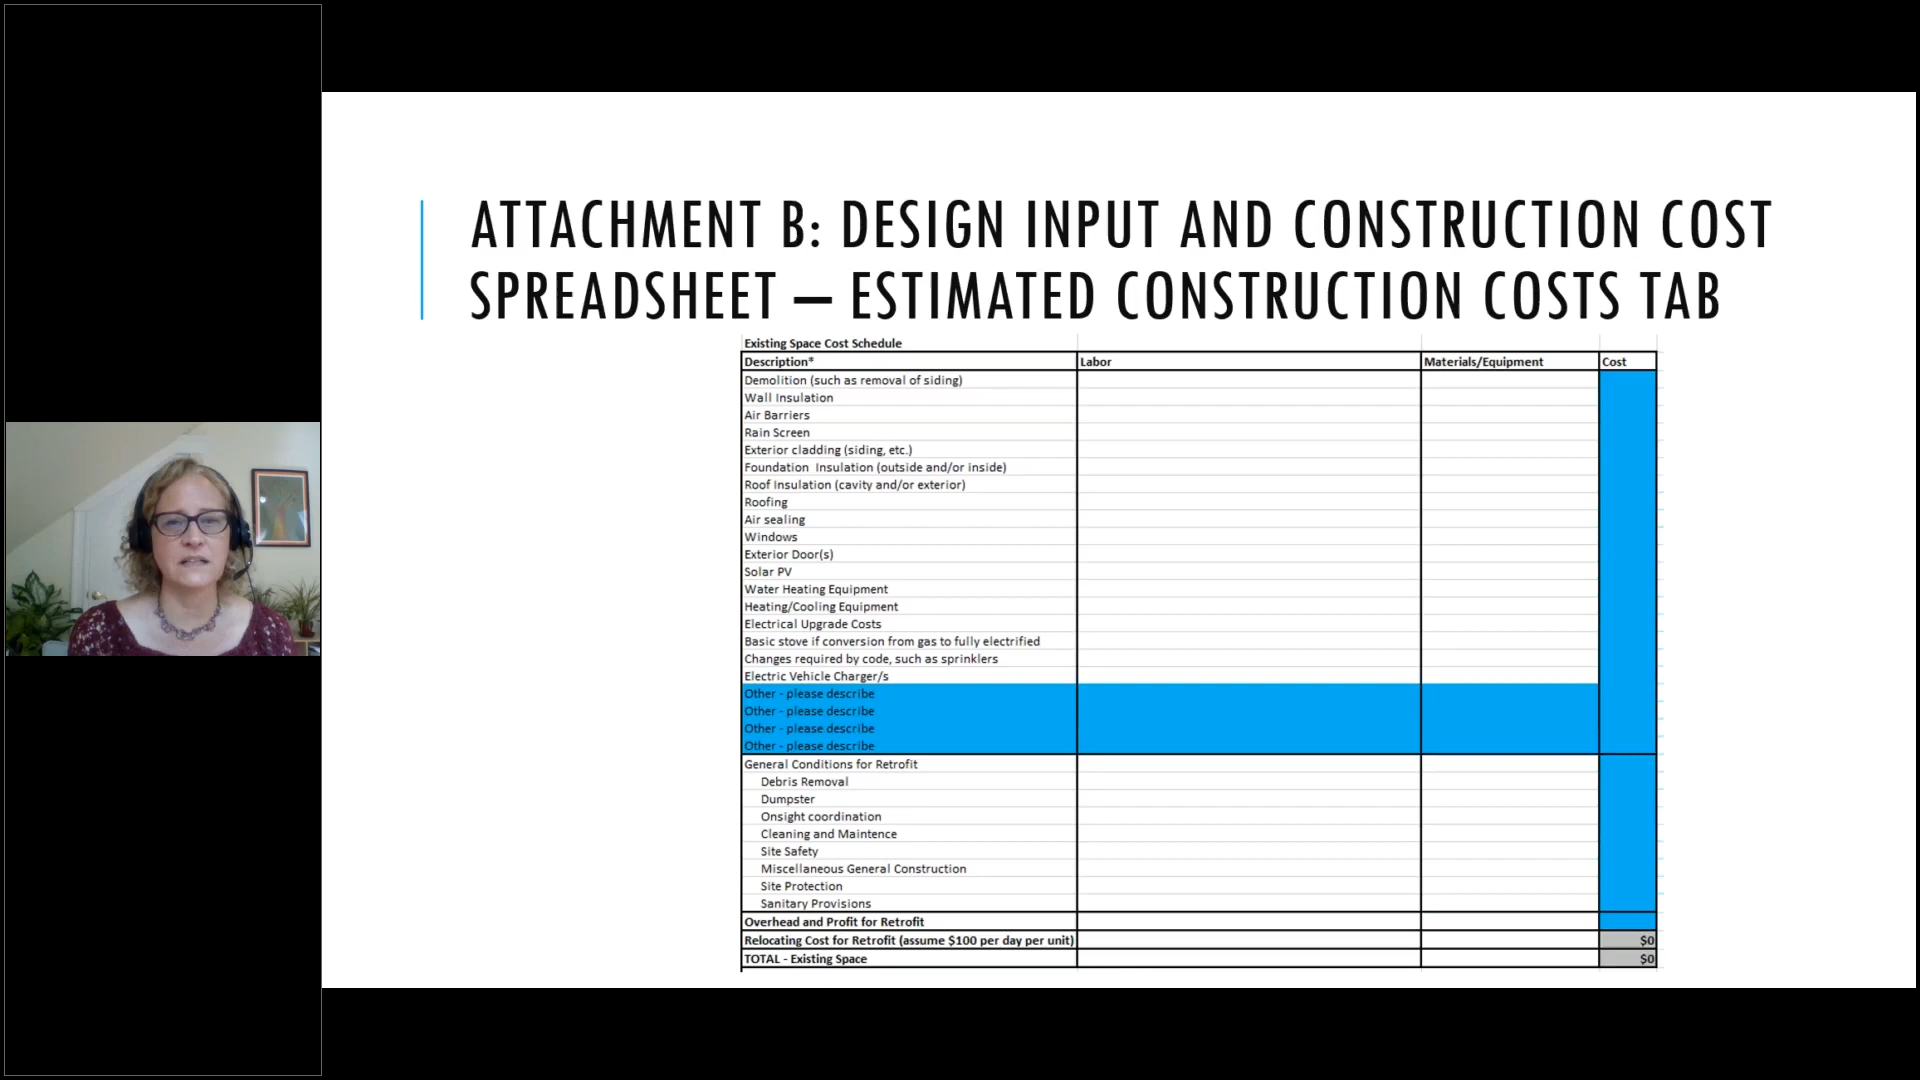 ATTACHMENT B: DESIGN INPUT AND CONSTRUCTION COST
SPREADSHEET — ESTIMATED CONSTRUCTION COSTS TAB
Existing Space Cost Schedule
Description* Labor Materials/Equipment Cost
Demolition (such as removal of siding)
Wall Insulation
Air Barriers
Rain Screen
Exterior cladding (siding, etc.)
Foundation Insulation (outside and/or inside)
Roof Insulation (cavity and/or exterior)
Roofing
Air sealing
Windows
Exterior Door(s)
Solar PV
Water Heating Equipment
Heating/Cooling Equipment
Electrical Upgrade Costs
Basic stove if conversion from gas to fully electrified
Changes required by code, such as sprinklers
Electric Vehicle Charger/s
Other - please describe
Other - please describe
Other - please describe
Other - please describe
General Conditions for Retrofit
Debris Removal
Dumpster
Onsight coordination
Cleaning and Maintence
Site Safety
Miscellaneous General Construction
Site Protection
Sanitary Provisions
Overhead and Profit for Retrofit
Relocating Cost for Retrofit (assume $100 per day per unit) $0
TOTAL - Existing Space $0